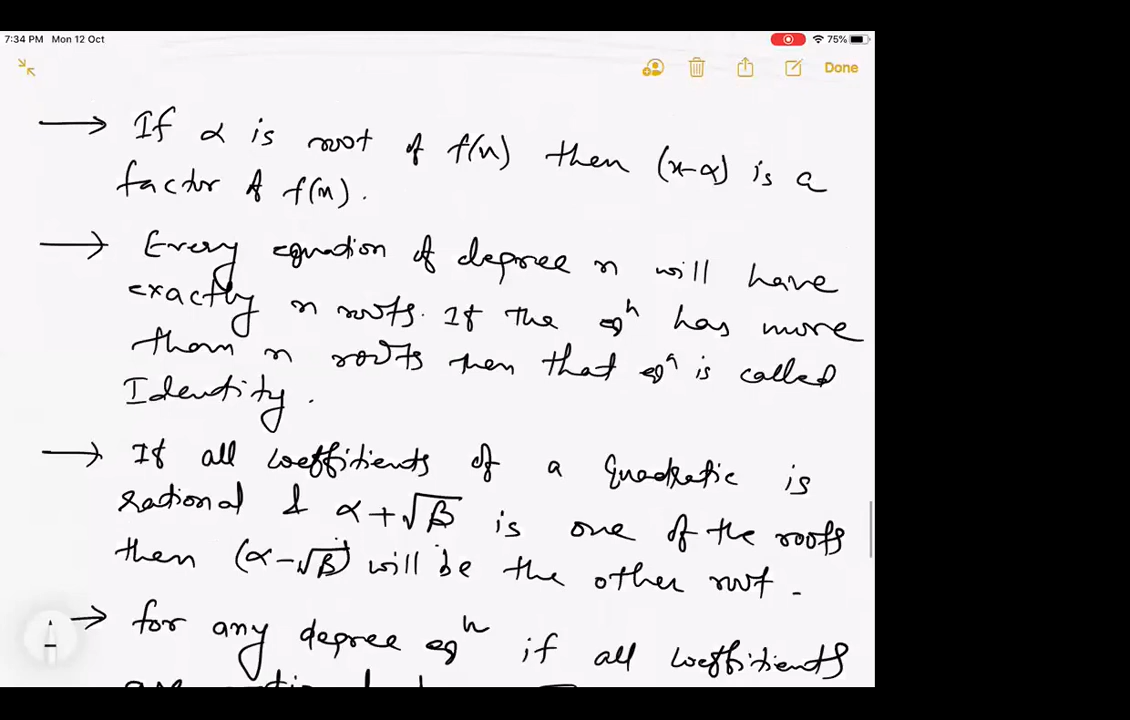 7:34 PM Mon 12 Oct
75%
Done
→ If α is root of f(x) then (x-α) is a
factor of f(x).
→ Every equation of degree n will have
exactly n roots. If the eqⁿ has more
than n roots then that eqⁿ is called
Identity.
→ If all coeffitients of a quadratic is
rational & α+√β is one of the roots
then (α-√β) will be the other root.
→ for any degree eqⁿ if all coeffitients